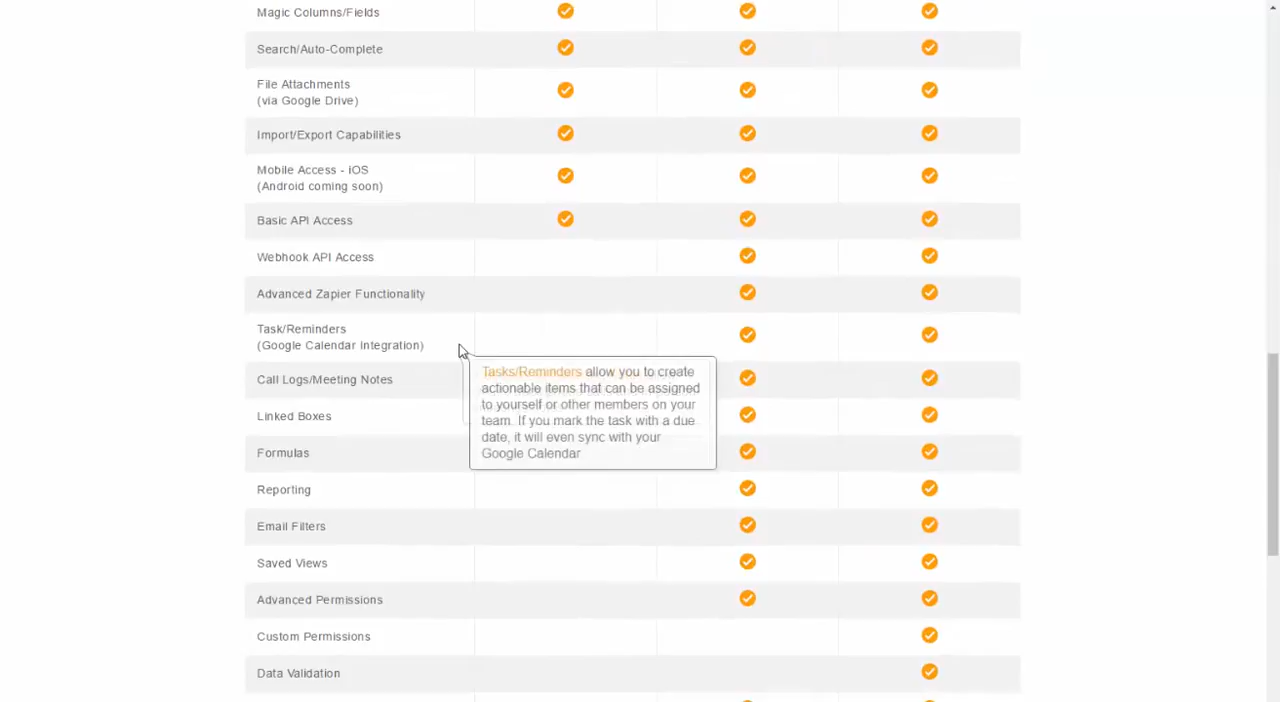 Magic Columns/Fields
Search/Auto-Complete
File Attachments
(via Google Drive)
Import/Export Capabilities
Mobile Access - iOS
(Android coming soon)
Basic API Access
Webhook API Access
Advanced Zapier Functionality
Task/Reminders
(Google Calendar Integration)
Tasks/Reminders allow you to create
actionable items that can be assigned
to yourself or other members on your
team. If you mark the task with a due
date, it will even sync with your
Google Calendar
Call Logs/Meeting Notes
Linked Boxes
Formulas
Reporting
Email Filters
Saved Views
Advanced Permissions
Custom Permissions
Data Validation